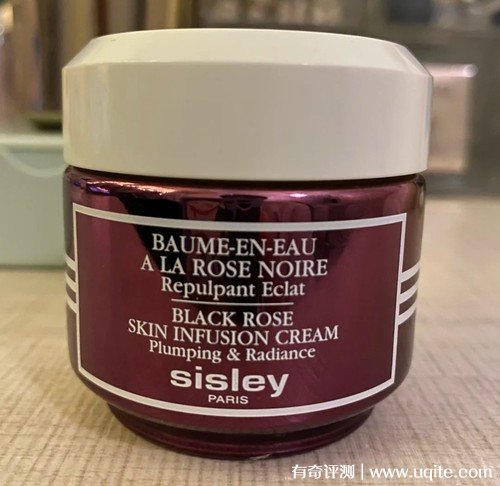 BAUME-EN-EAU
A LA ROSE NOIRE
Repulpant Eclat
BLACK ROSE
SKIN INFUSION CREAM
Plumping & Radiance
sisley
PARIS
有奇评测 | www.uqite.com